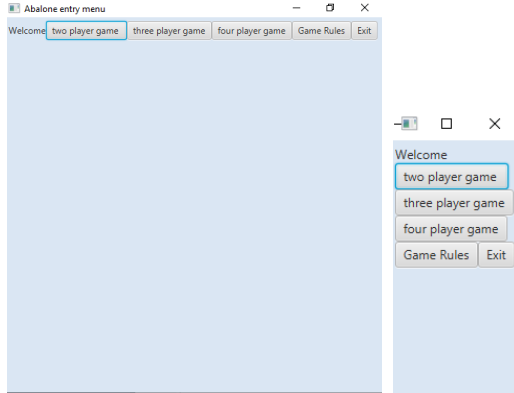 Abalone entry menu
Welcome two player game three player game four player game Game Rules Exit
Welcome
two player game
three player game
four player game
Game Rules Exit